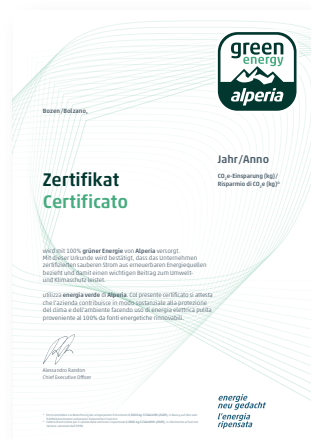 green
energy
alperia
Bozen /Bolzano,
Jahr/Anno
CO₂e-Einsparung (kg)/
Risparmio di CO₂e (kg)*
Zertifikat
Certificato
wird mit 100% grüner Energie von Alperia versorgt.
Mit dieser Urkunde wird bestätigt, dass das Unternehmen
zertifizierten sauberen Strom aus erneuerbaren Energiequellen
bezieht und damit einen wichtigen Beitrag zum Umwelt-
und Klimaschutz leistet.
utilizza energia verde di Alperia. Col presente certificato si attesta
che l'azienda contribuisce in modo sostanziale alla protezione
del clima e dell'ambiente facendo uso di energia elettrica pulita
proveniente al 100% da fonti energetiche rinnovabili.
Chief Executive Officer
energie
neu gedacht
l'energia
ripensata